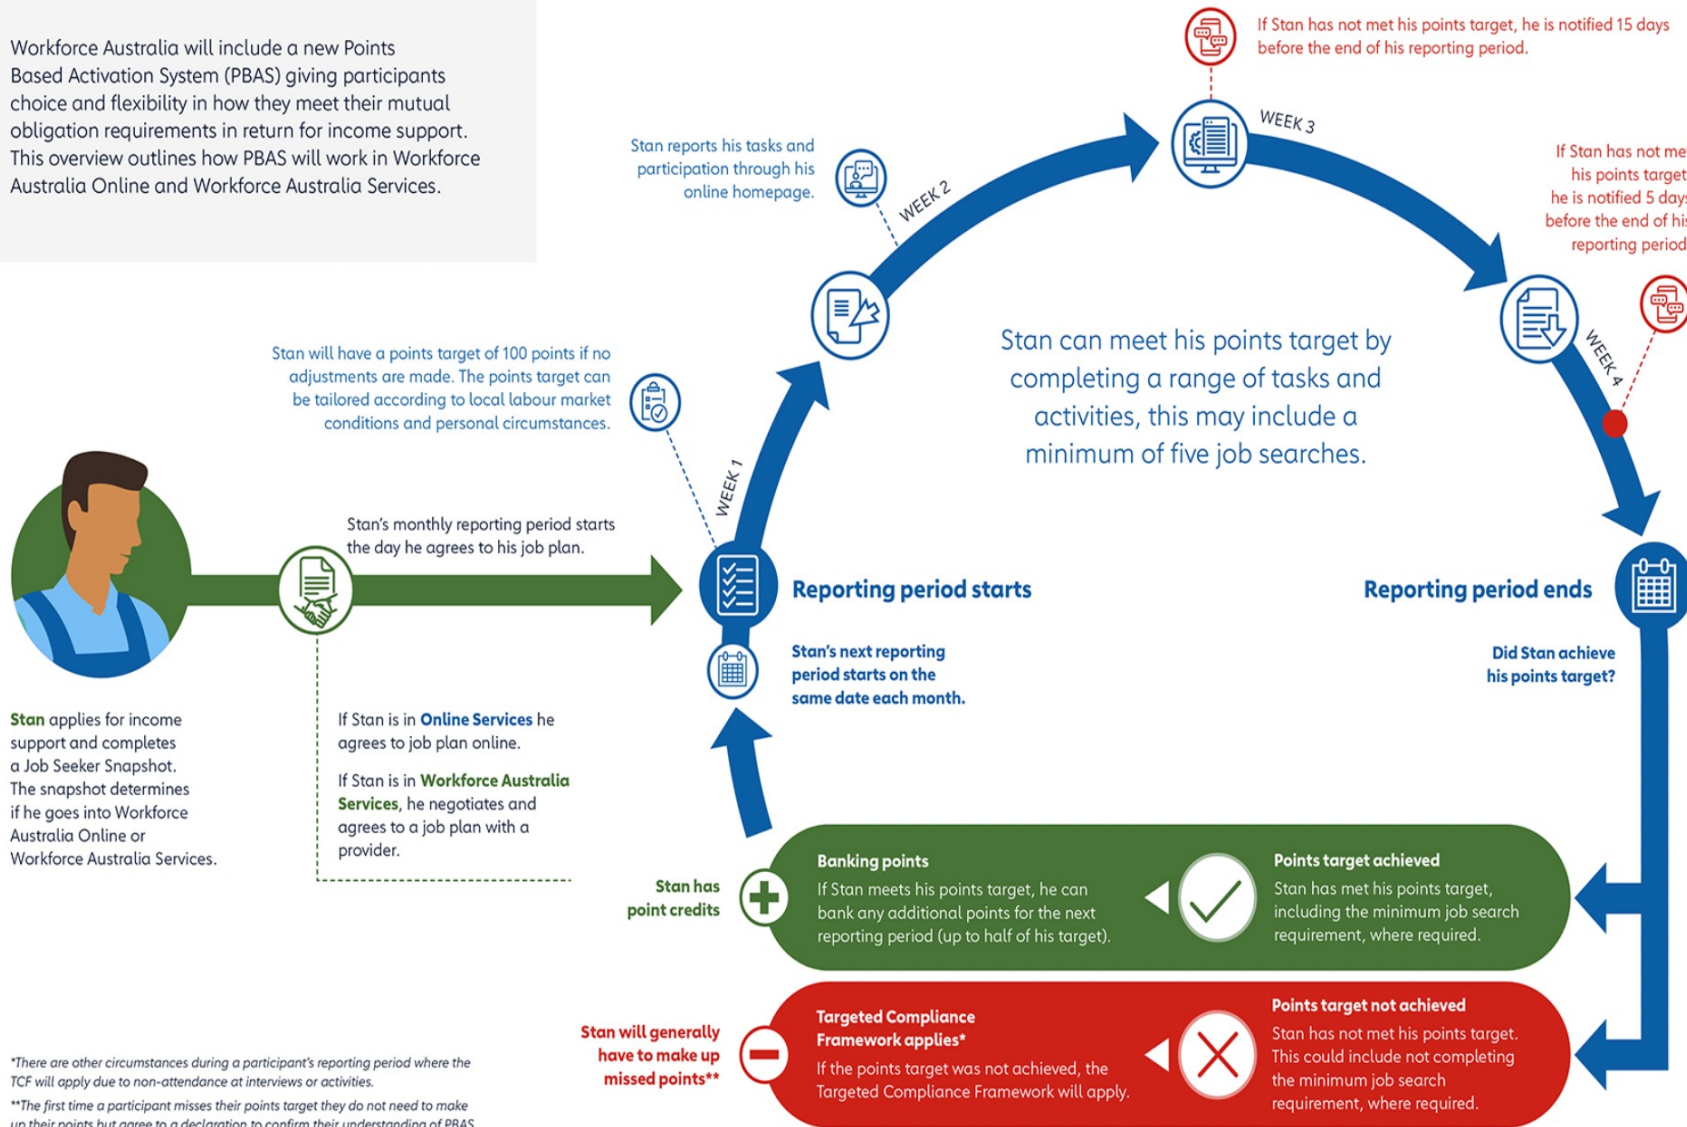 Workforce Australia will include a new Points
Based Activation System (PBAS) giving participants
choice and flexibility in how they meet their mutual
obligation requirements in return for income support.
This overview outlines how PBAS will work in Workforce
Australia Online and Workforce Australia Services.
If Stan has not met his points target, he is notified 15 days
before the end of his reporting period.
WEEK 3
Stan reports his tasks and
participation through his
online homepage.
WEEK 2
If Stan has not met
his points target
he is notified 5 days
before the end of his
reporting period
WEEK 4
Stan can meet his points target by
completing a range of tasks and
activities, this may include a
minimum of five job searches.
Stan will have a points target of 100 points if no
adjustments are made. The points target can
be tailored according to local labour market
conditions and personal circumstances.
WEEK 1
Stan's monthly reporting period starts
the day he agrees to his job plan.
Reporting period starts
Stan's next reporting
period starts on the
same date each month.
Reporting period ends
Did Stan achieve
his points target?
Stan applies for income
support and completes
a Job Seeker Snapshot.
The snapshot determines
if he goes into Workforce
Australia Online or
Workforce Australia Services.
If Stan is in Online Services he
agrees to job plan online.
If Stan is in Workforce Australia
Services, he negotiates and
agrees to a job plan with a
provider.
Stan has
point credits
Banking points
If Stan meets his points target, he can
bank any additional points for the next
reporting period (up to half of his target).
Points target achieved
Stan has met his points target,
including the minimum job search
requirement, where required.
Stan will generally
have to make up
missed points**
Targeted Compliance
Framework applies*
If the points target was not achieved, the
Targeted Compliance Framework will apply.
Points target not achieved
Stan has not met his points target.
This could include not completing
the minimum job search
requirement, where required.
*There are other circumstances during a participant's reporting period where the
TCF will apply due to non-attendance at interviews or activities.
**The first time a participant misses their points target they do not need to make
up their points but agree to a declaration to confirm their understanding of PBAS